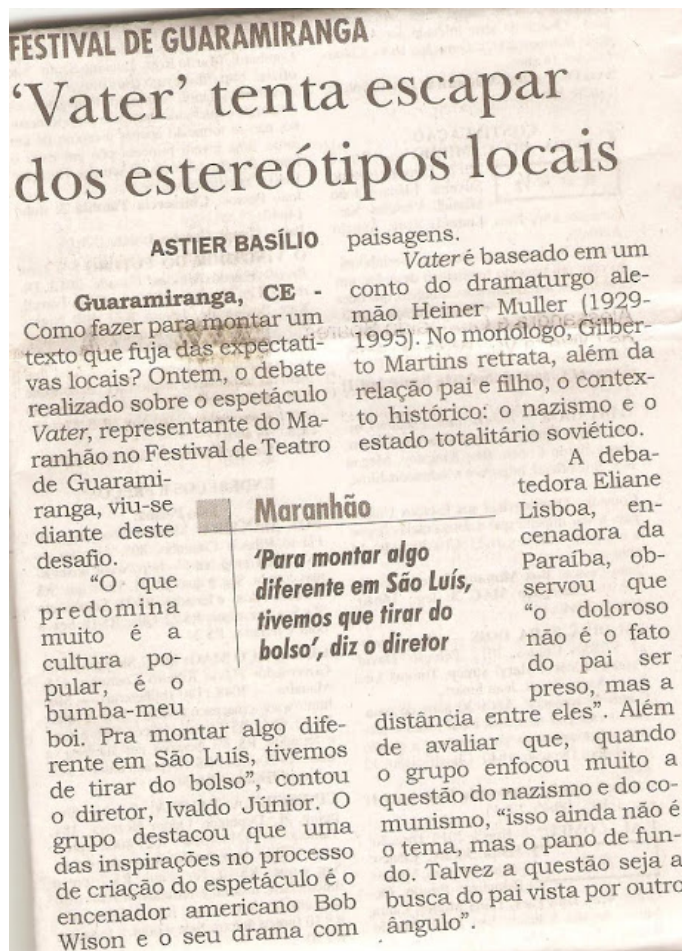 FESTIVAL DE GUARAMIRANGA
‘Vater’ tenta escapar
dos estereótipos locais
ASTIER BASÍLIO
Guaramiranga, CE -
Como fazer para montar um
texto que fuja das expectati-
vas locais? Ontem, o debate
realizado sobre o espetáculo
Vater, representante do Ma-
ranhão no Festival de Teatro
de Guarami-
ranga, viu-se
diante deste
desafio.
“O que
predomina
muito é a
cultura po-
pular, é o
bumba-meu
boi. Pra montar algo dife-
rente em São Luís, tivemos
de tirar do bolso”, contou
o diretor, Ivaldo Júnior. O
grupo destacou que uma
das inspirações no processo
de criação do espetáculo é o
encenador americano Bob
Wison e o seu drama com
paisagens.
Vater é baseado em um
conto do dramaturgo ale-
mão Heiner Muller (1929-
1995). No monólogo, Gilber-
to Martins retrata, além da
relação pai e filho, o contex-
to histórico: o nazismo e o
estado totalitário soviético.
A deba-
tedora Eliane
Lisboa, en-
cenadora da
Paraíba, ob-
servou que
“o doloroso
não é o fato
do pai ser
preso, mas a
distância entre eles”. Além
de avaliar que, quando
o grupo enfocou muito a
questão do nazismo e do co-
munismo, “isso ainda não é
o tema, mas o pano de fun-
do. Talvez a questão seja a
busca do pai vista por outro
ângulo”.
Maranhão
‘Para montar algo
diferente em São Luís,
tivemos que tirar do
bolso’, diz o diretor